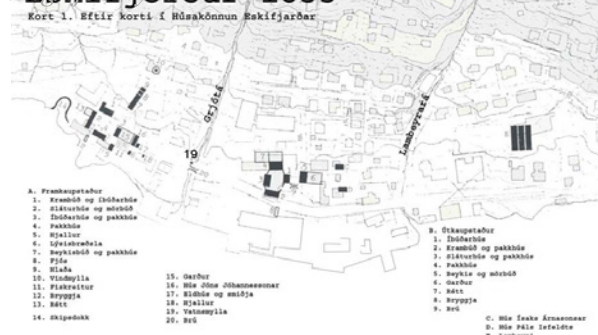 Kort 1. Eftir korti í Húsakönnun Eskifjarðar
Grjótá
Lambeyrará
19
A. Framkaupstaður
1. Krambúð og íbúðarhús
2. Sláturhús og mörbúð
3. Íbúðarhús og pakkhús
4. Pakkhús
5. Hjallur
6. Lýsisbræðsla
7. Beykishús og pakkhús
8. Fjós
9. Hlaða
10. Vindmylla
11. Fiskreitur
12. Bryggja
13. Rétt
14. Skipsdokk
15. Garður
16. Hús Jóns Jóhannessonar
17. Eldhús og smiðja
18. Hjallur
19. Vatnsmylla
20. Brú
B. Útkaupstaður
1. Íbúðarhús
2. Krambúð og pakkhús
3. Sláturhús og pakkhús
4. Pakkhús
5. Beykis og mörbúð
6. Garður
7. Rétt
8. Bryggja
9. Brú
C. Hús Ísaks Árnasonar
D. Hús Páls Ísfeldts